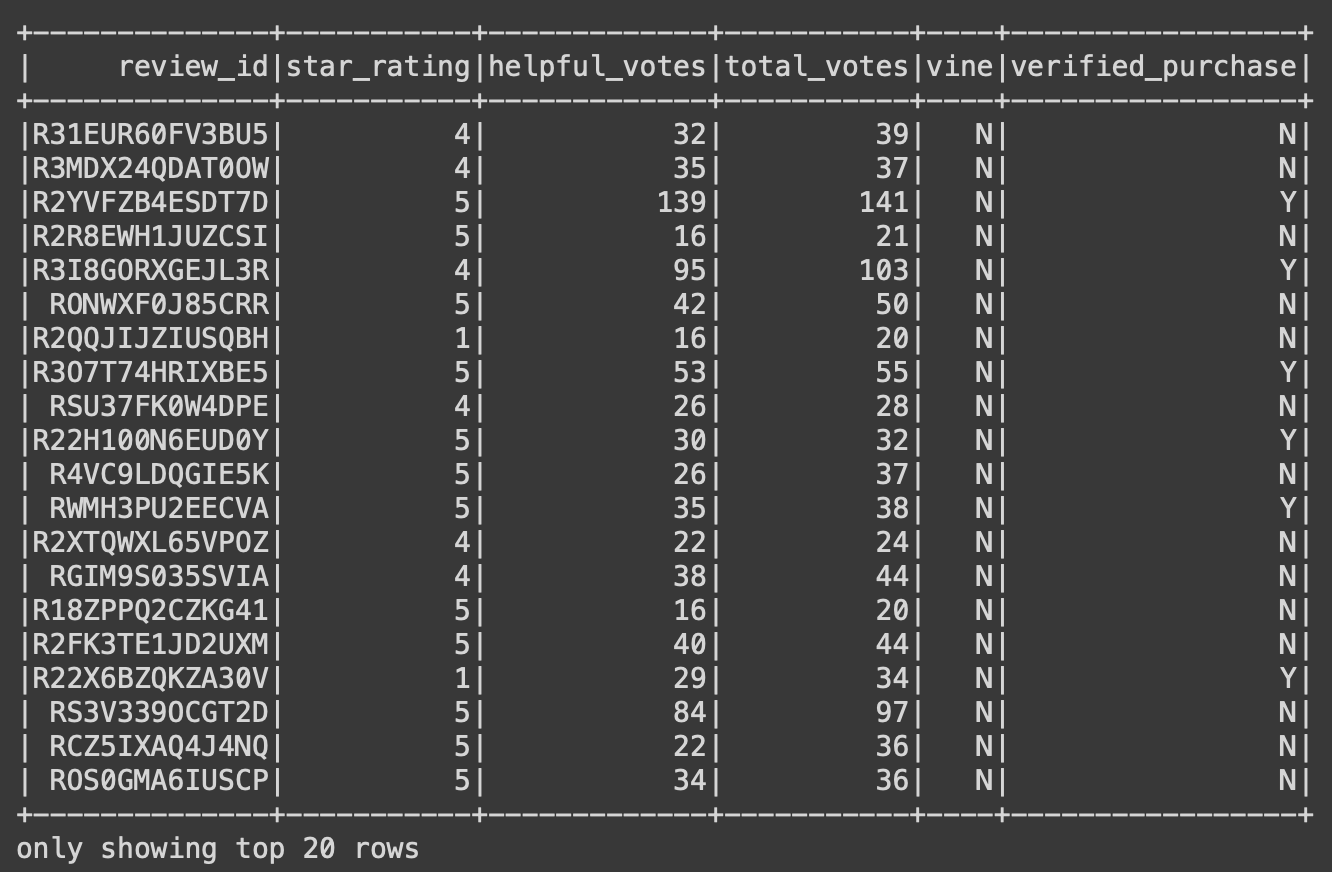 +--------------+-----------+-------------+-----------+----+-----------------+
|     review_id|star_rating|helpful_votes|total_votes|vine|verified_purchase|
+--------------+-----------+-------------+-----------+----+-----------------+
|R31EUR60FV3BU5|          4|           32|         39|   N|                N|
|R3MDX24QDAT0OW|          4|           35|         37|   N|                N|
|R2YVFZB4ESDT7D|          5|          139|        141|   N|                Y|
|R2R8EWH1JUZCSI|          5|           16|         21|   N|                N|
|R3I8GORXGEJL3R|          4|           95|        103|   N|                Y|
| RONWXF0J85CRR|          5|           42|         50|   N|                N|
|R2QQJIJZIUSQBH|          1|           16|         20|   N|                N|
|R3O7T74HRIXBE5|          5|           53|         55|   N|                Y|
| RSU37FK0W4DPE|          4|           26|         28|   N|                N|
|R22H100N6EUD0Y|          5|           30|         32|   N|                Y|
| R4VC9LDQGIE5K|          5|           26|         37|   N|                N|
| RWMH3PU2EECVA|          5|           35|         38|   N|                Y|
|R2XTQWXL65VPOZ|          4|           22|         24|   N|                N|
| RGIM9S035SVIA|          4|           38|         44|   N|                N|
|R18ZPPQ2CZKG41|          5|           16|         20|   N|                N|
|R2FK3TE1JD2UXM|          5|           40|         44|   N|                N|
|R22X6BZQKZA30V|          1|           29|         34|   N|                Y|
| RS3V339OCGT2D|          5|           84|         97|   N|                N|
| RCZ5IXAQ4J4NQ|          5|           22|         36|   N|                N|
| ROS0GMA6IUSCP|          5|           34|         36|   N|                N|
+--------------+-----------+-------------+-----------+----+-----------------+
only showing top 20 rows